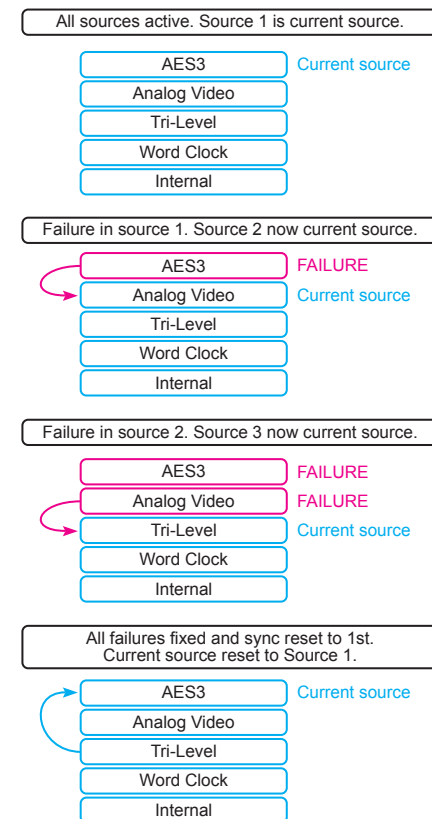 All sources active. Source 1 is current source.
AES3 Current source
Analog Video
Tri-Level
Word Clock
Internal
Failure in source 1. Source 2 now current source.
AES3 FAILURE
Analog Video Current source
Tri-Level
Word Clock
Internal
Failure in source 2. Source 3 now current source.
AES3 FAILURE
Analog Video FAILURE
Tri-Level Current source
Word Clock
Internal
All failures fixed and sync reset to 1st.
Current source reset to Source 1.
AES3 Current source
Analog Video
Tri-Level
Word Clock
Internal